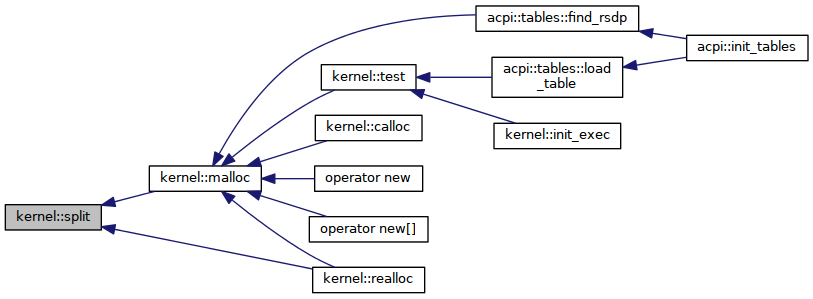 acpi::tables::find_rsdp
acpi::init_tables
acpi::tables::load
_table
kernel::test
kernel::init_exec
kernel::calloc
kernel::malloc
operator new
kernel::split
operator new[]
kernel::realloc